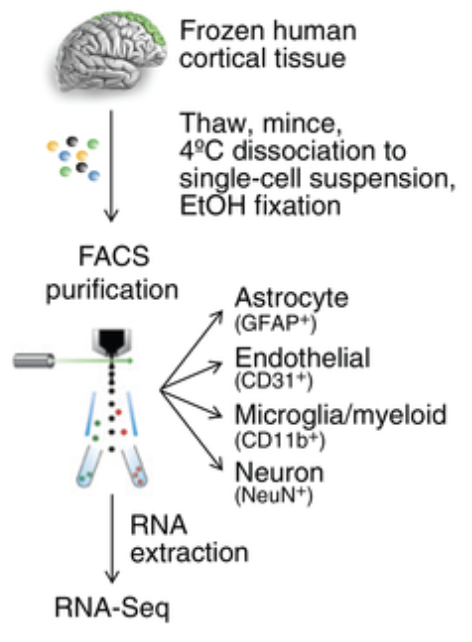 Frozen human
cortical tissue
Thaw, mince,
4ºC dissociation to
single-cell suspension,
EtOH fixation
FACS
purification
Astrocyte
(GFAP⁺)
Endothelial
(CD31⁺)
Microglia/myeloid
(CD11b⁺)
Neuron
(NeuN⁺)
RNA
extraction
RNA-Seq